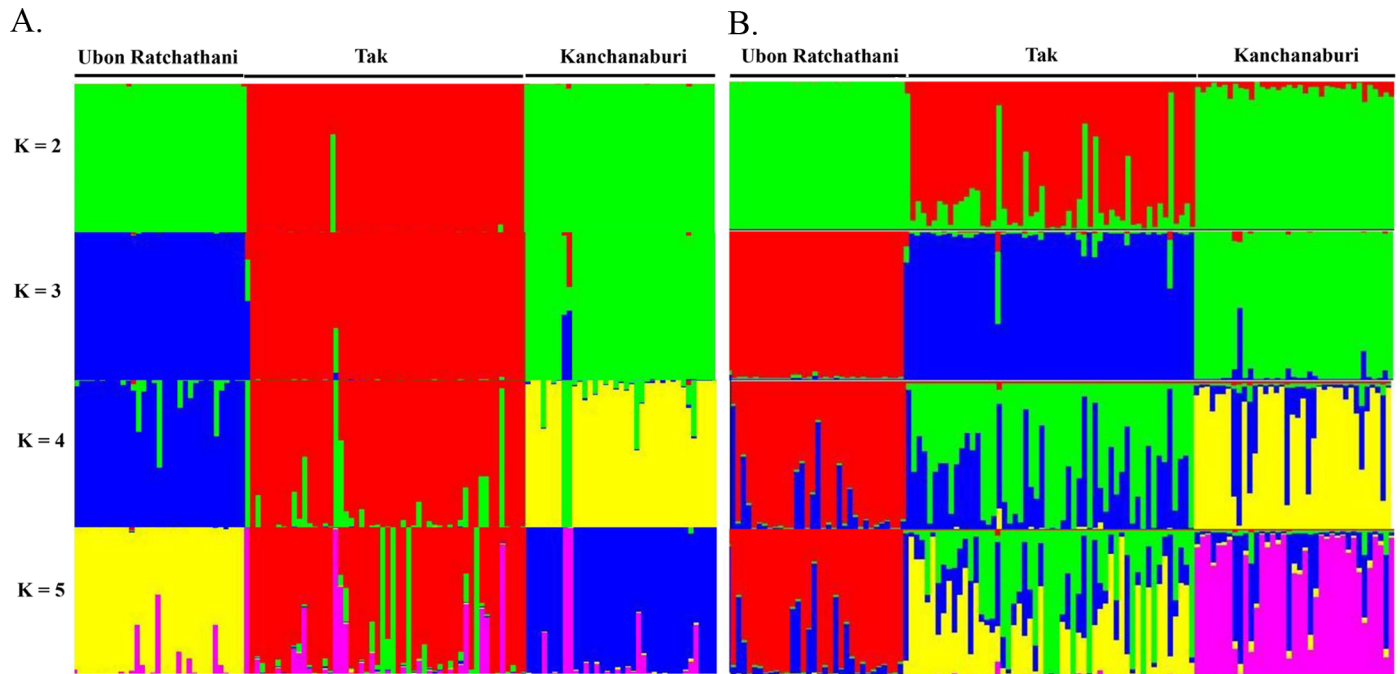 A.
B.
Ubon Ratchathani Tak Kanchanaburi
Ubon Ratchathani Tak Kanchanaburi
K = 2
K = 3
K = 4
K = 5